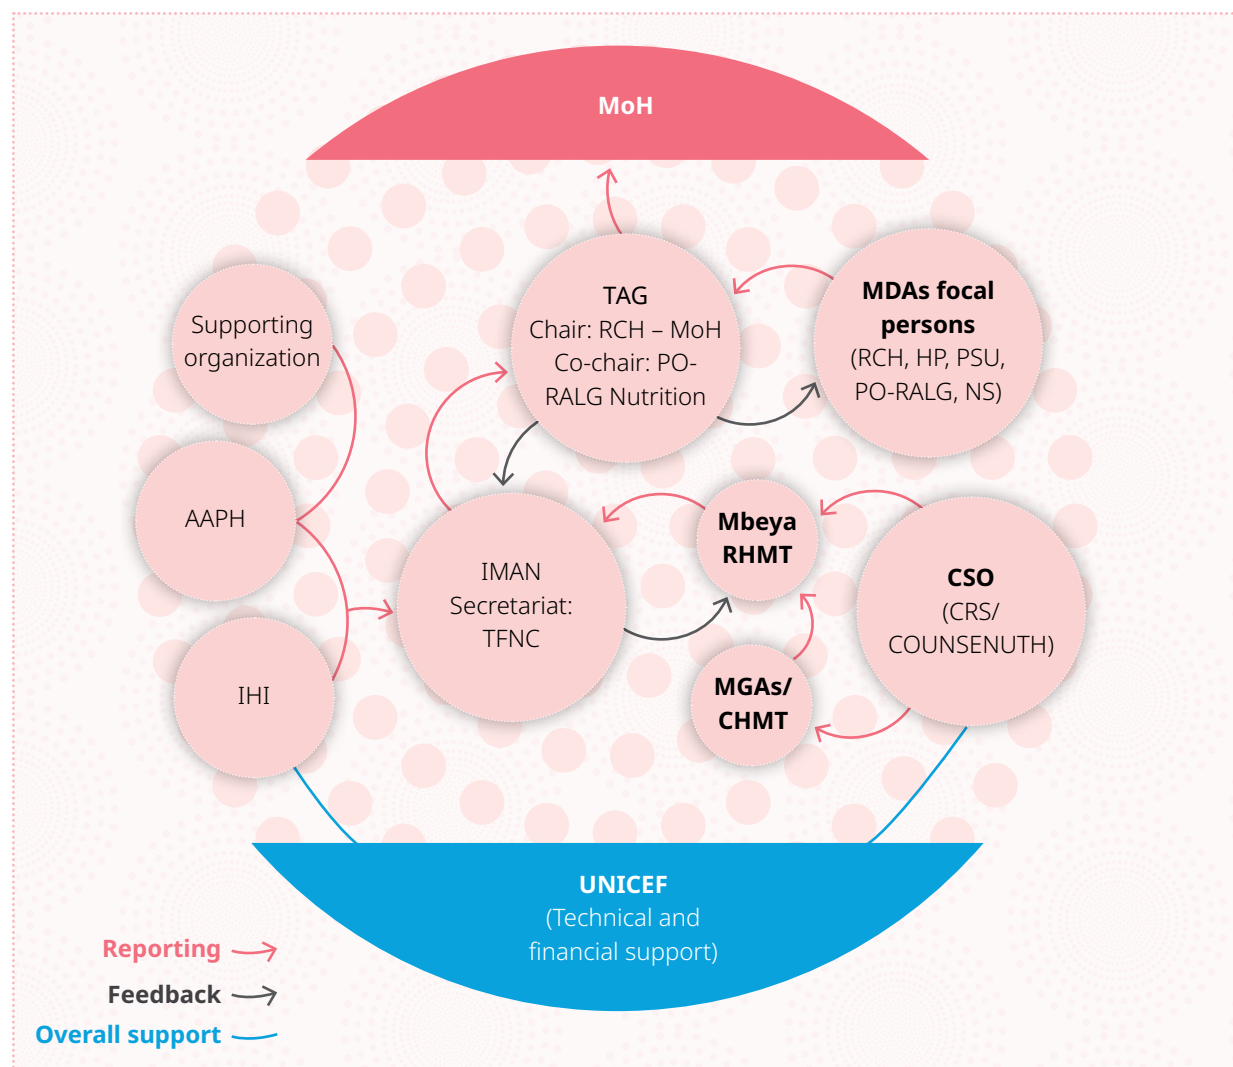 MoH
TAG
Chair: RCH – MoH
Co-chair: PO-
RALG Nutrition
MDAs focal
persons
(RCH, HP, PSU,
PO-RALG, NS)
Supporting
organization
AAPH
IHI
IMAN
Secretariat:
TFNC
Mbeya
RHMT
MGAs/
CHMT
CSO
(CRS/
COUNSENUTH)
UNICEF
(Technical and
financial support)
Reporting
Feedback
Overall support